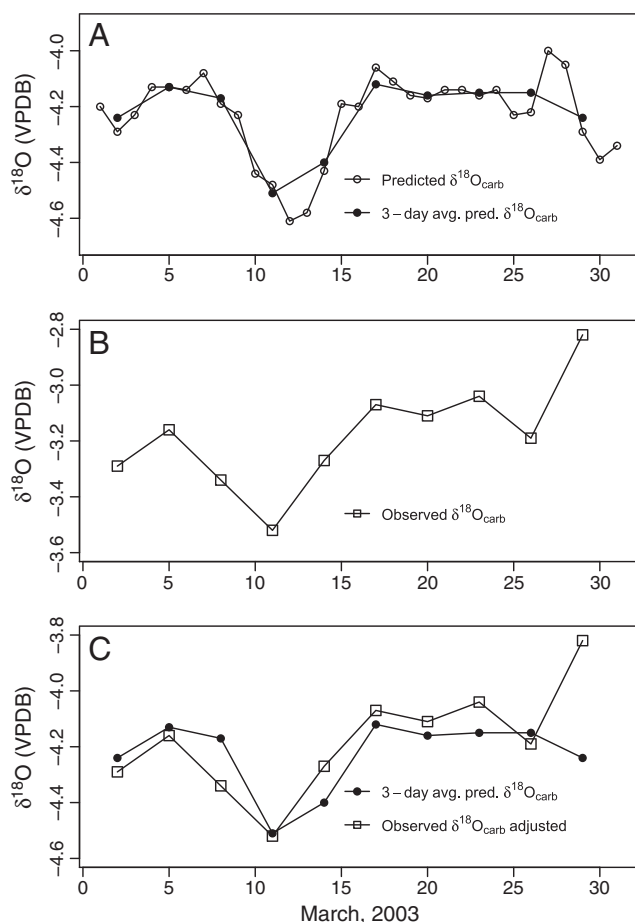 A
δ18O (VPDB)
−4.0
−4.2
−4.4
−4.6
Predicted δ18Ocarb
3 – day avg. pred. δ18Ocarb
0 5 10 15 20 25 30
B
δ18O (VPDB)
−2.8
−3.0
−3.2
−3.4
−3.6
Observed δ18Ocarb
0 5 10 15 20 25 30
C
δ18O (VPDB)
−3.8
−4.0
−4.2
−4.4
−4.6
3 – day avg. pred. δ18Ocarb
Observed δ18Ocarb adjusted
0 5 10 15 20 25 30
March, 2003